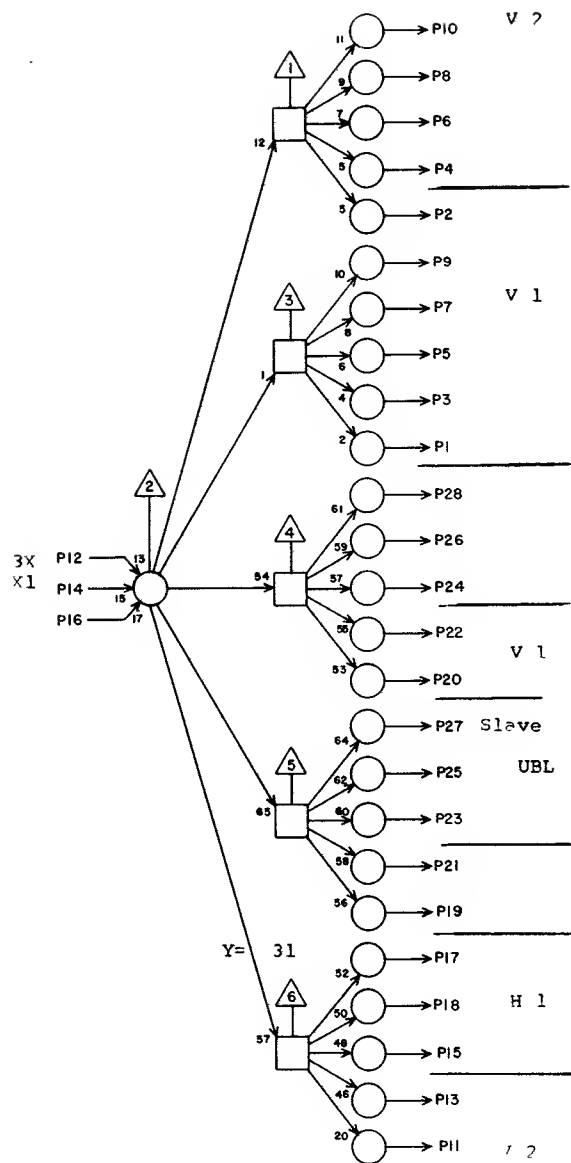 11 P10 V 2
1 9 P8
7 P6
12 5 P4
5 P2
10 P9
3 8 P7 V 1
6 P5
1 4 P3
2 P1
61 P28
2 4 59 P26
3X P12 13 54 57 P24
X1 P14 15 55 P22
P16 17 53 P20 V 1
64 P27 Slave
5 62 P25 UBL
65 60 P23
58 P21
56 P19
Y= 31 52 P17
6 50 P18 H 1
57 48 P15
46 P13
20 P11 2